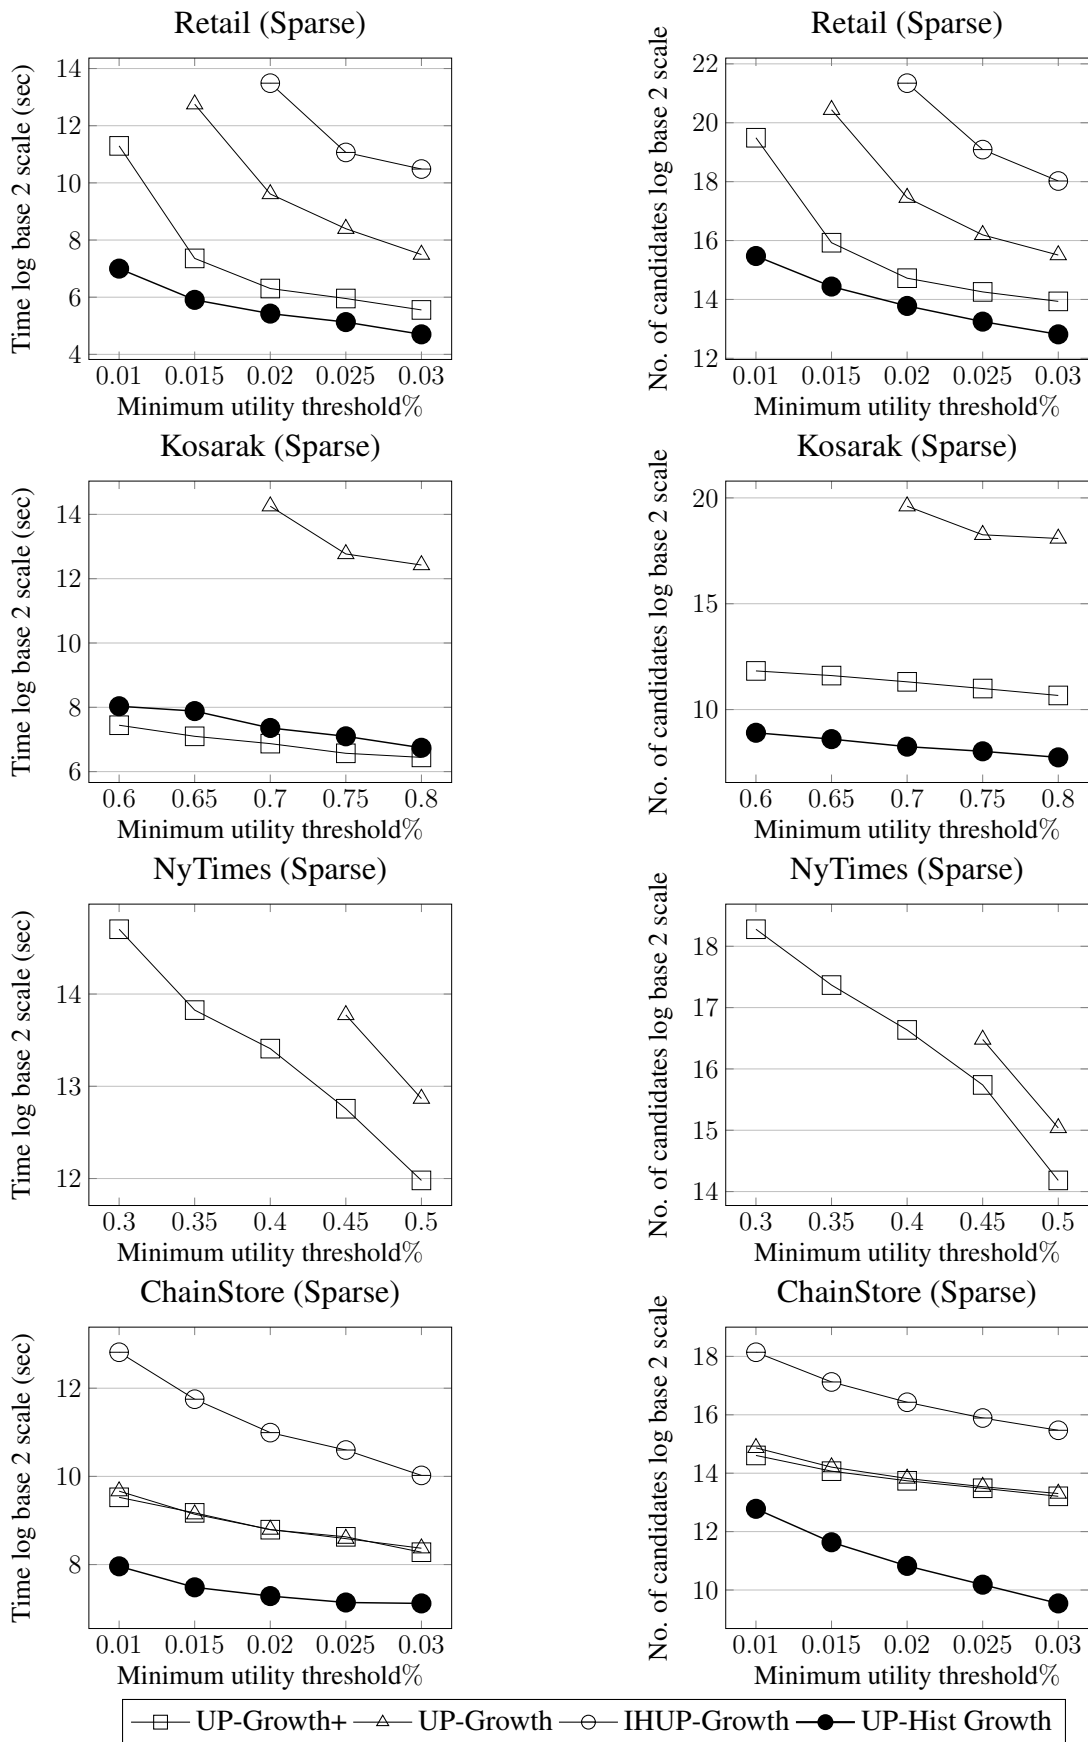 Retail (Sparse)
Time log base 2 scale (sec)
14
12
10
8
6
4
0.01 0.015 0.02 0.025 0.03
Minimum utility threshold%
Retail (Sparse)
No. of candidates log base 2 scale
22
20
18
16
14
12
0.01 0.015 0.02 0.025 0.03
Minimum utility threshold%
Kosarak (Sparse)
Time log base 2 scale (sec)
14
12
10
8
6
0.6 0.65 0.7 0.75 0.8
Minimum utility threshold%
Kosarak (Sparse)
No. of candidates log base 2 scale
20
15
10
0.6 0.65 0.7 0.75 0.8
Minimum utility threshold%
NyTimes (Sparse)
Time log base 2 scale (sec)
14
13
12
0.3 0.35 0.4 0.45 0.5
Minimum utility threshold%
NyTimes (Sparse)
No. of candidates log base 2 scale
18
17
16
15
14
0.3 0.35 0.4 0.45 0.5
Minimum utility threshold%
ChainStore (Sparse)
Time log base 2 scale (sec)
12
10
8
0.01 0.015 0.02 0.025 0.03
Minimum utility threshold%
ChainStore (Sparse)
No. of candidates log base 2 scale
18
16
14
12
10
0.01 0.015 0.02 0.025 0.03
Minimum utility threshold%
UP-Growth+ UP-Growth IHUP-Growth UP-Hist Growth